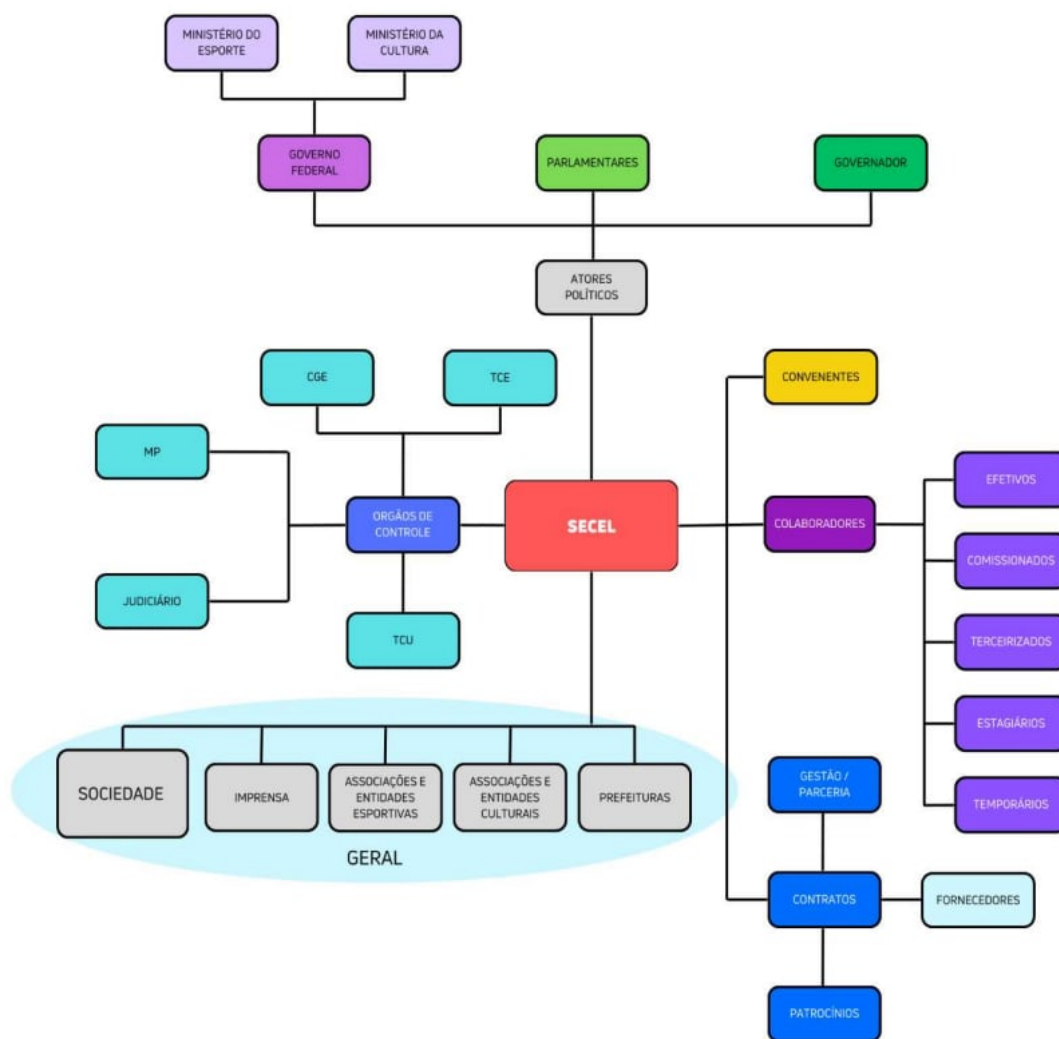 MINISTÉRIO DO
ESPORTE
MINISTÉRIO DA
CULTURA
GOVERNO
FEDERAL
PARLAMENTARES
GOVERNADOR
ATORES
POLÍTICOS
CGE
TCE
CONVENENTES
MP
ORGÃOS DE
CONTROLE
SECEL
COLABORADORES
EFETIVOS
COMISSIONADOS
JUDICIÁRIO
TCU
TERCEIRIZADOS
ESTAGIÁRIOS
TEMPORÁRIOS
SOCIEDADE
IMPRENSA
ASSOCIAÇÕES E
ENTIDADES
ESPORTIVAS
ASSOCIAÇÕES E
ENTIDADES
CULTURAIS
PREFEITURAS
GERAL
GESTÃO /
PARCERIA
CONTRATOS
FORNECEDORES
PATROCÍNIOS